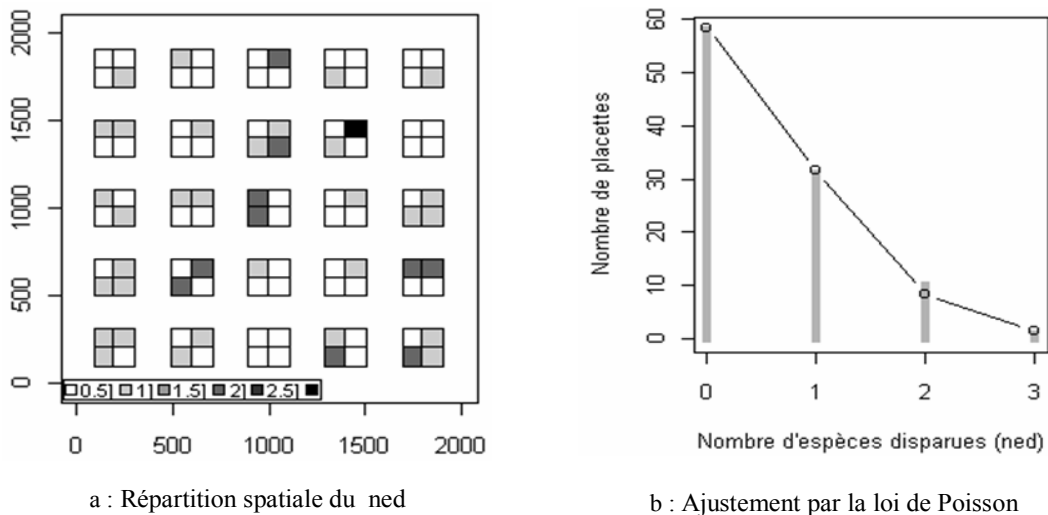 2000
1500
1000
500
0
0.5] 1] 1.5] 2] 2.5]
0 500 1000 1500 2000
a : Répartition spatiale du ned
60
50
40
30
20
10
0
Nombre de placettes
0 1 2 3
Nombre d'espèces disparues (ned)
b : Ajustement par la loi de Poisson